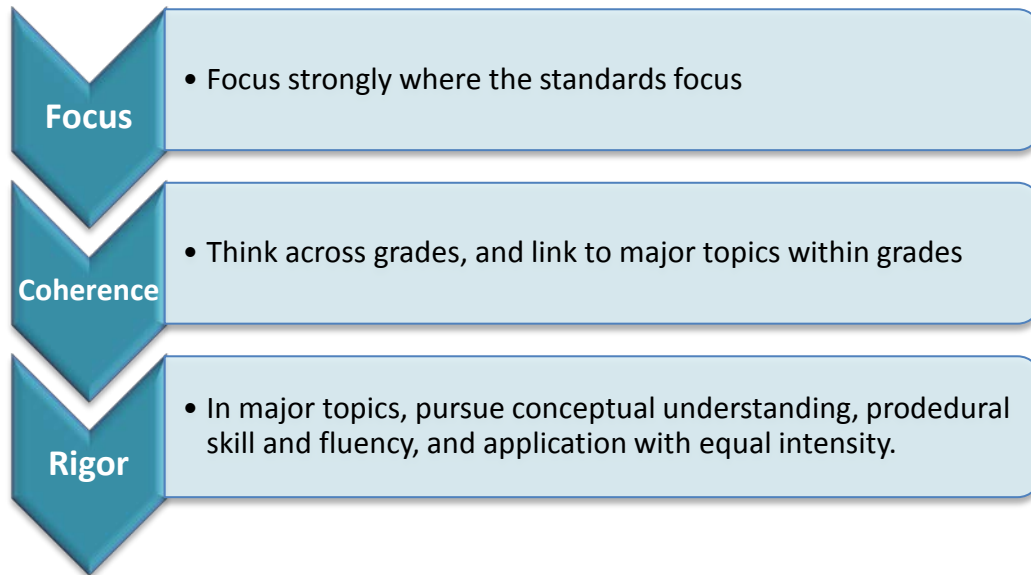 Focus
• Focus strongly where the standards focus
Coherence
• Think across grades, and link to major topics within grades
Rigor
• In major topics, pursue conceptual understanding, prodedural
skill and fluency, and application with equal intensity.